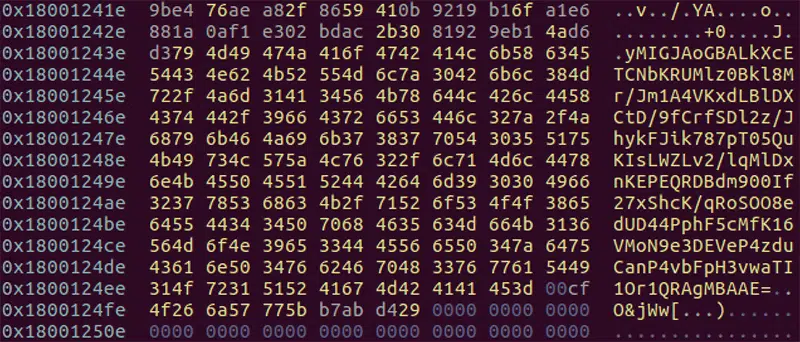 0x18001241e 9be4 76ae a82f 8659 410b 9219 b16f a1e6 ..v../.YA....o..
0x18001242e 881a 0af1 e302 bdac 2b30 8192 9eb1 4ad6 ........+0....J.
0x18001243e d379 4d49 474a 416f 4742 414c 6b58 6345 .yMIGJAoGBALkXcE
0x18001244e 5443 4e62 4b52 554d 6c7a 3042 6b6c 384d TCNbKRUMlz0Bkl8M
0x18001245e 722f 4a6d 3141 3456 4b78 644c 426c 4458 r/Jm1A4VKxdLBlDX
0x18001246e 4374 442f 3966 4372 6653 446c 327a 2f4a CtD/9fCrfSDl2z/J
0x18001247e 6879 6b46 4a69 6b37 3837 7054 3035 5175 hykFJik787pT05Qu
0x18001248e 4b49 734c 575a 4c76 322f 6c71 4d6c 4478 KIsLWZLv2/lqMlDx
0x18001249e 6e4b 4550 4551 5244 4264 6d39 3030 4966 nKEPEQRDBdm900If
0x1800124ae 3237 7853 6863 4b2f 7152 6f53 4f4f 3865 27xShcK/qRoSOO8e
0x1800124be 6455 4434 3450 7068 4635 634d 664b 3136 dUD44PphF5cMfK16
0x1800124ce 564d 6f4e 3965 3344 4556 6550 347a 6475 VMoN9e3DEVeP4zdu
0x1800124de 4361 6e50 3476 6246 7048 3376 7761 5449 CanP4vbFpH3vwaTI
0x1800124ee 314f 7231 5152 4167 4d42 4141 453d 00cf 1Or1QRAgMBAAE=..
0x1800124fe 4f26 6a57 775b b7ab d429 0000 0000 0000 O&jWw[...)......
0x18001250e 0000 0000 0000 0000 0000 0000 0000 0000 ................